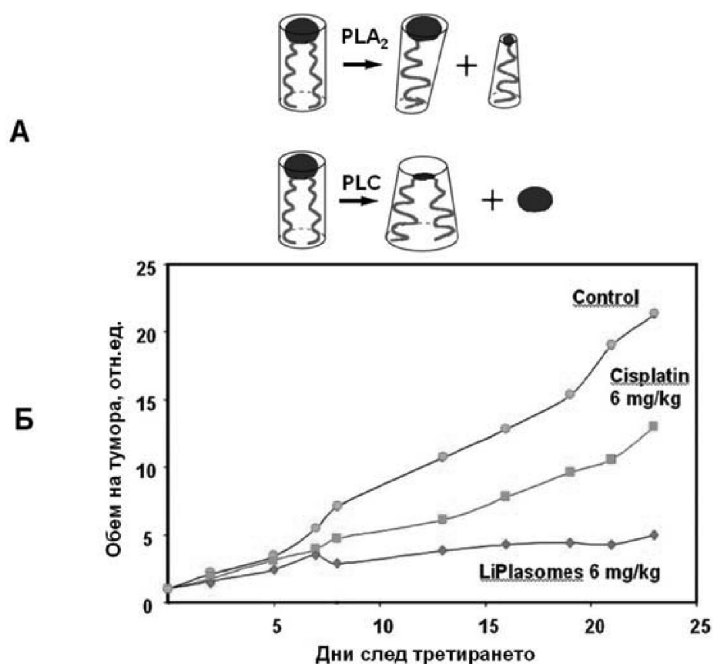 А
PLA₂
+
PLC
+
Б
Обем на тумора, отн.ед.
25
20
15
10
5
0
Control
Cisplatin
6 mg/kg
LiPlasomes 6 mg/kg
5
10
15
20
25
Дни след третирането